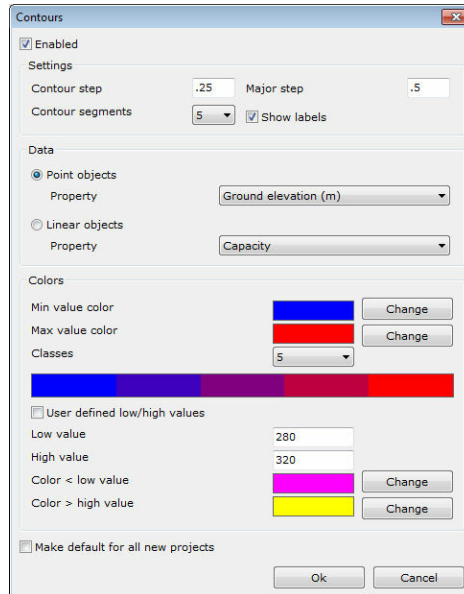 Contours
Enabled
Settings
Contour step .25 Major step .5
Contour segments 5 Show labels
Data
Point objects
Property Ground elevation (m)
Linear objects
Property Capacity
Colors
Min value color Change
Max value color Change
Classes 5
User defined low/high values
Low value 280
High value 320
Color < low value Change
Color > high value Change
Make default for all new projects
Ok Cancel